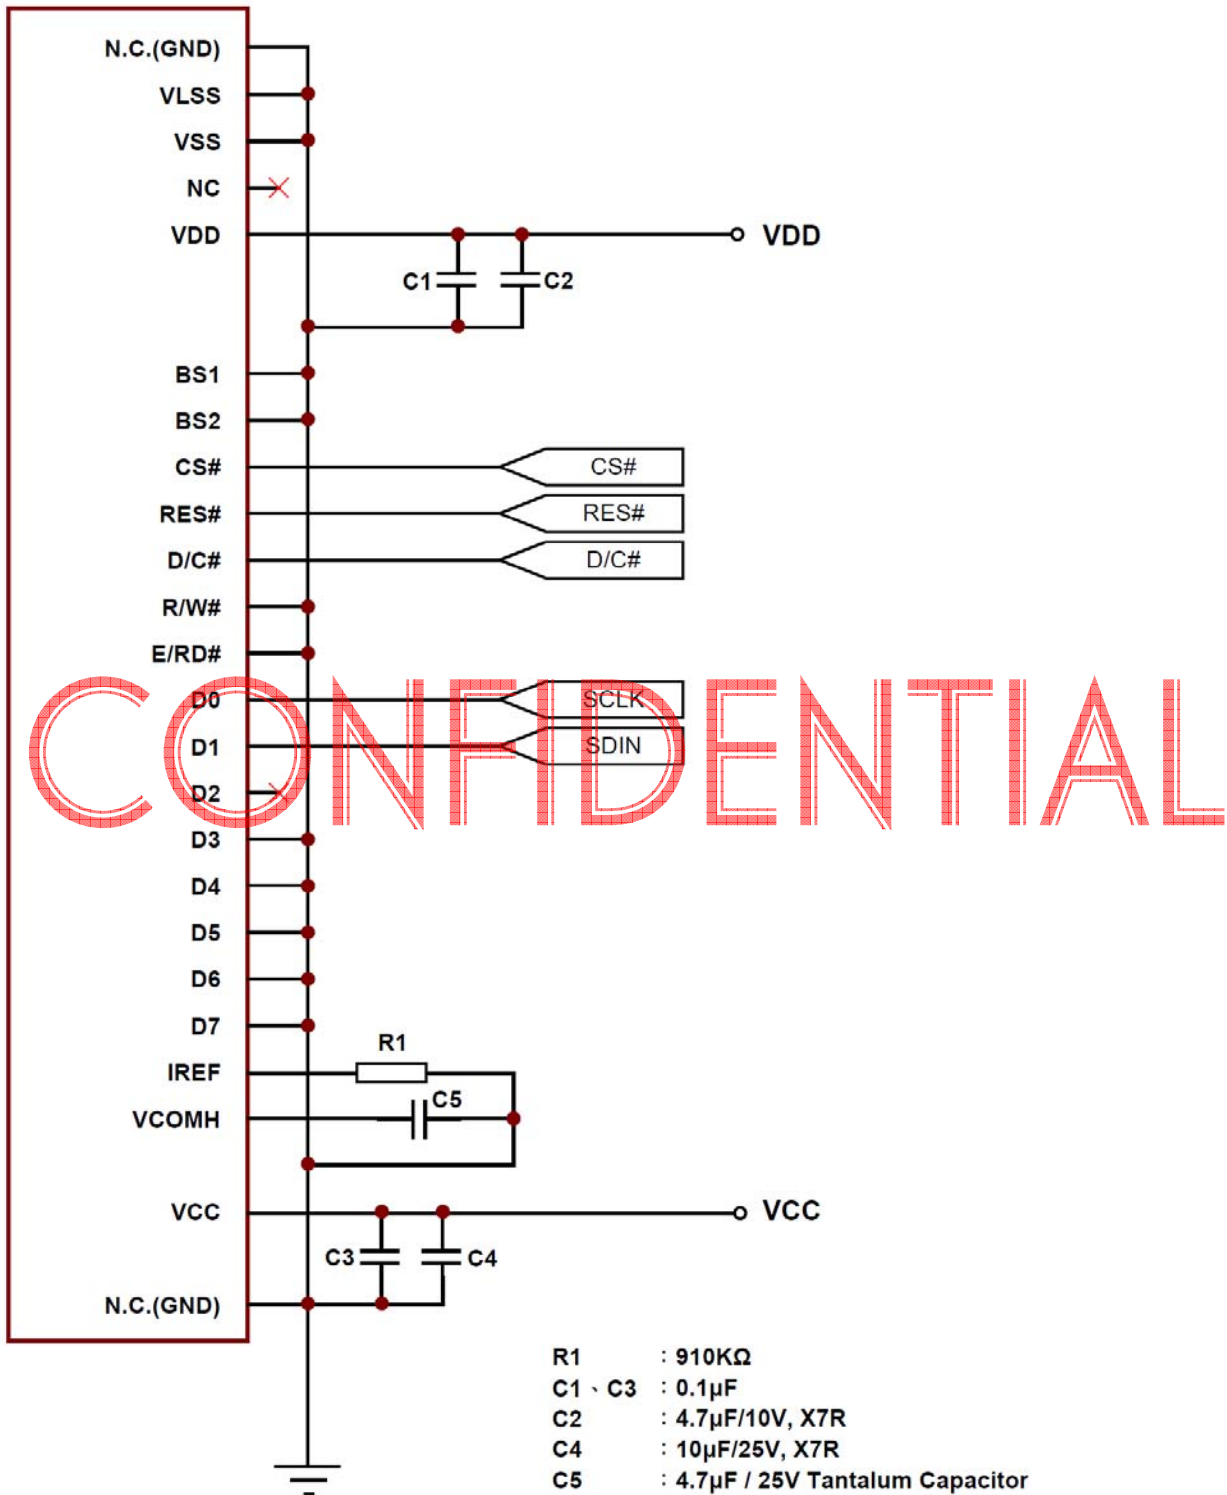 N.C.(GND)
VLSS
VSS
NC
VDD
VDD
C1
C2
BS1
BS2
CS#
CS#
RES#
RES#
D/C#
D/C#
R/W#
E/RD#
D0
SCLK
D1
SDIN
CONFIDENTIAL
D2
D3
D4
D5
D6
D7
R1
IREF
C5
VCOMH
VCC
VCC
C3
C4
N.C.(GND)
R1 : 910KΩ
C1、C3 : 0.1μF
C2 : 4.7μF/10V, X7R
C4 : 10μF/25V, X7R
C5 : 4.7μF / 25V Tantalum Capacitor